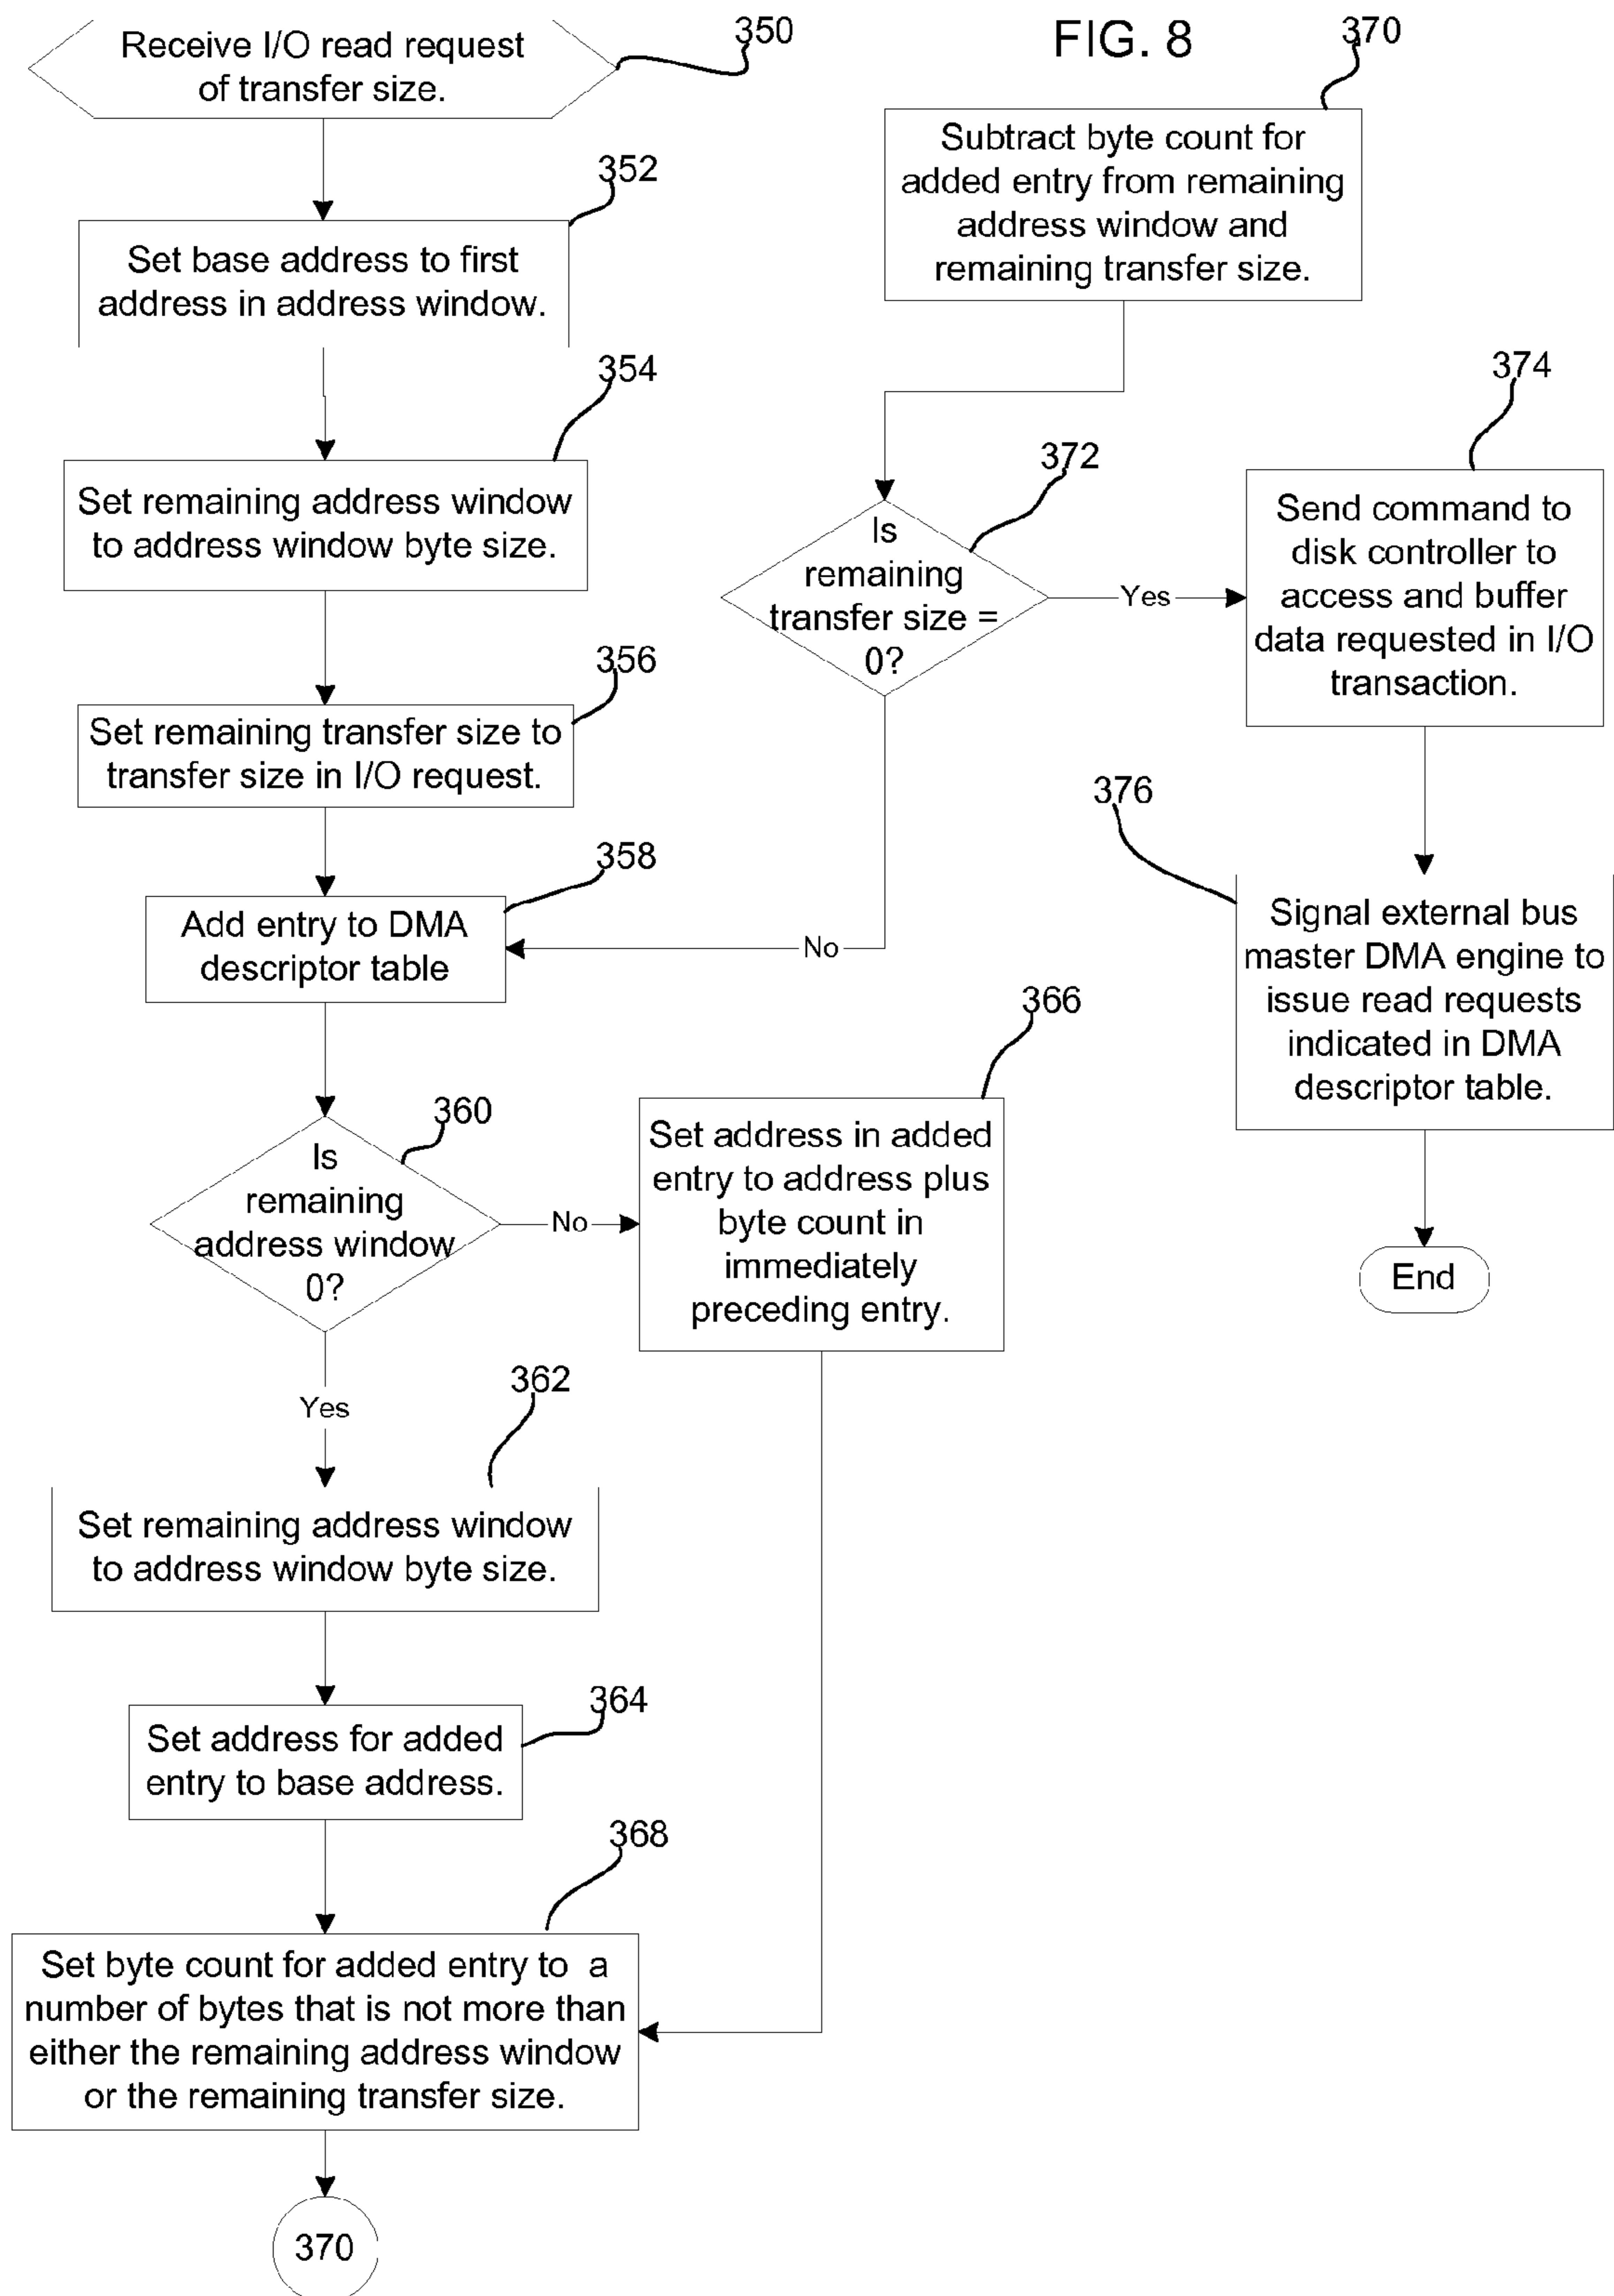 350
FIG. 8
370
Receive I/O read request
of transfer size.
352
Set base address to first
address in address window.
354
Set remaining address window
to address window byte size.
356
Set remaining transfer size to
transfer size in I/O request.
358
Add entry to DMA
descriptor table
360
Is
remaining
address window
0?
No
366
Set address in added
entry to address plus
byte count in
immediately
preceding entry.
Yes
362
Set remaining address window
to address window byte size.
364
Set address for added
entry to base address.
368
Set byte count for added entry to a
number of bytes that is not more than
either the remaining address window
or the remaining transfer size.
370
Subtract byte count for
added entry from remaining
address window and
remaining transfer size.
372
Is
remaining
transfer size =
0?
No
Yes
374
Send command to
disk controller to
access and buffer
data requested in I/O
transaction.
376
Signal external bus
master DMA engine to
issue read requests
indicated in DMA
descriptor table.
End